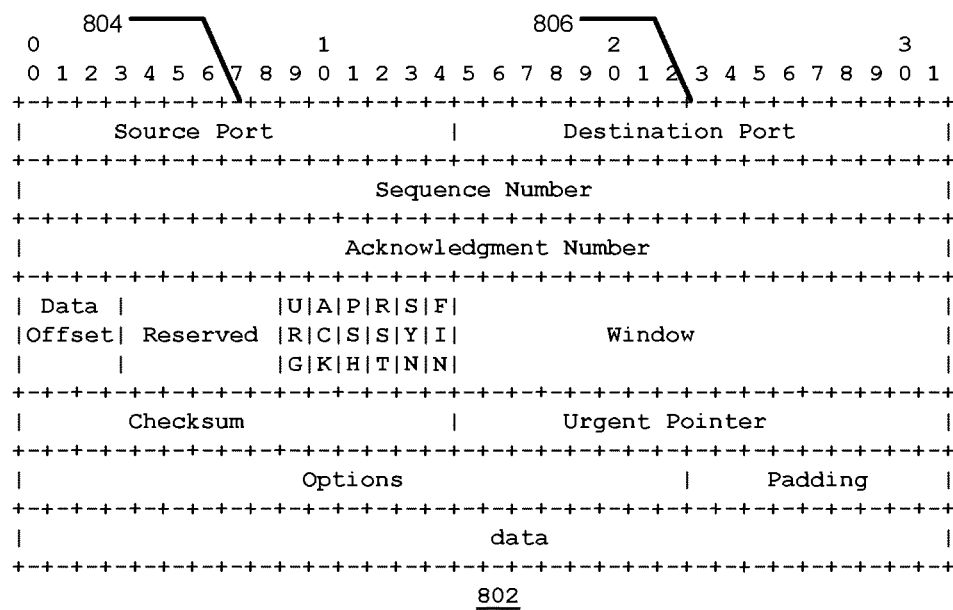 804 806
0 1 2 3
0 1 2 3 4 5 6 7 8 9 0 1 2 3 4 5 6 7 8 9 0 1 2 3 4 5 6 7 8 9 0 1
+-+-+-+-+-+-+-+-+-+-+-+-+-+-+-+-+-+-+-+-+-+-+-+-+-+-+-+-+-+-+-+-+
| Source Port | Destination Port |
+-+-+-+-+-+-+-+-+-+-+-+-+-+-+-+-+-+-+-+-+-+-+-+-+-+-+-+-+-+-+-+-+
| Sequence Number |
+-+-+-+-+-+-+-+-+-+-+-+-+-+-+-+-+-+-+-+-+-+-+-+-+-+-+-+-+-+-+-+-+
| Acknowledgment Number |
+-+-+-+-+-+-+-+-+-+-+-+-+-+-+-+-+-+-+-+-+-+-+-+-+-+-+-+-+-+-+-+-+
| Data | |U|A|P|R|S|F| |
|Offset| Reserved |R|C|S|S|Y|I| Window |
| | |G|K|H|T|N|N| |
+-+-+-+-+-+-+-+-+-+-+-+-+-+-+-+-+-+-+-+-+-+-+-+-+-+-+-+-+-+-+-+-+
| Checksum | Urgent Pointer |
+-+-+-+-+-+-+-+-+-+-+-+-+-+-+-+-+-+-+-+-+-+-+-+-+-+-+-+-+-+-+-+-+
| Options | Padding |
+-+-+-+-+-+-+-+-+-+-+-+-+-+-+-+-+-+-+-+-+-+-+-+-+-+-+-+-+-+-+-+-+
| data |
+-+-+-+-+-+-+-+-+-+-+-+-+-+-+-+-+-+-+-+-+-+-+-+-+-+-+-+-+-+-+-+-+
802